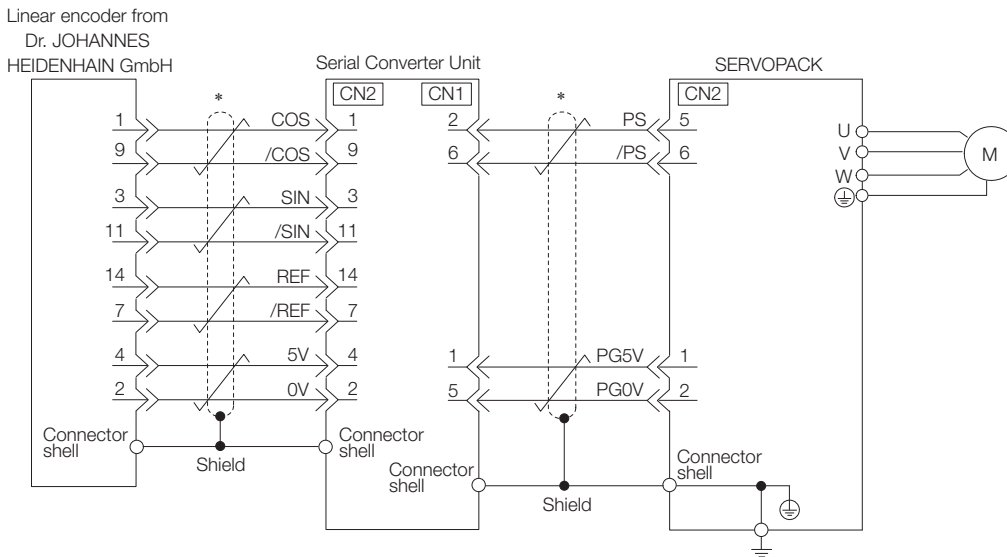 Linear encoder from
Dr. JOHANNES
HEIDENHAIN GmbH
Serial Converter Unit
SERVOPACK
* CN2 CN1 * CN2
1 COS 1 2 PS 5
9 /COS 9 6 /PS 6
3 SIN 3
11 /SIN 11
14 REF 14
7 /REF 7
4 5V 4 1 PG5V 1
2 0V 2 5 PG0V 2
U
V
W
M
Connector
shell
Shield
Connector
shell
Connector
shell
Shield
Connector
shell